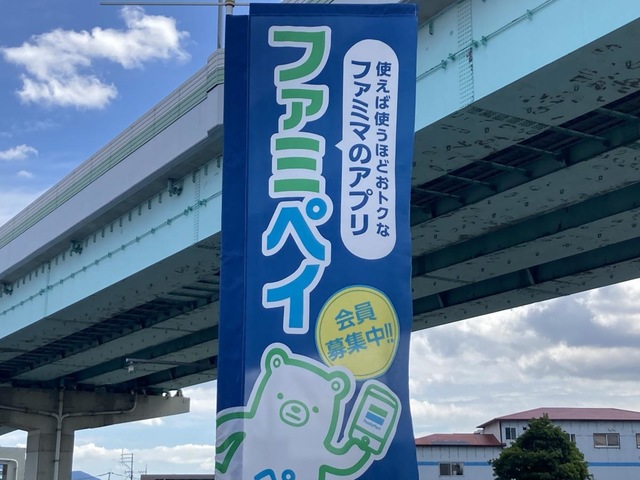 使えば使うほどおトクな
ファミマのアプリ
ファミペイ
会員
募集中!!
ペ